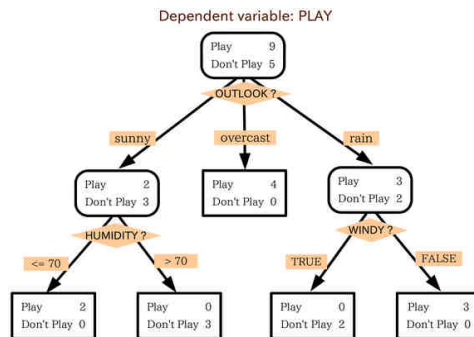 Dependent variable: PLAY
Play 9
Don't Play 5
OUTLOOK ?
sunny
overcast
rain
Play 2
Don't Play 3
Play 4
Don't Play 0
Play 3
Don't Play 2
HUMIDITY ?
WINDY ?
<= 70
> 70
TRUE
FALSE
Play 2
Don't Play 0
Play 0
Don't Play 3
Play 0
Don't Play 2
Play 3
Don't Play 0